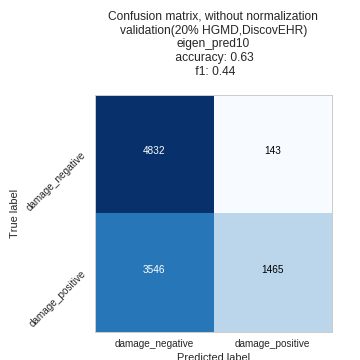 Confusion matrix, without normalization
validation(20% HGMD,DiscovEHR)
eigen_pred10
accuracy: 0.63
f1: 0.44
True label
damage_negative
4832
143
damage_positive
3546
1465
damage_negative
damage_positive
Predicted label